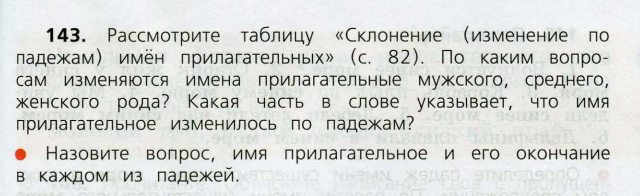 143. Рассмотрите таблицу «Склонение (изменение по
падежам) имён прилагательных» (с. 82). По каким вопро-
сам изменяются имена прилагательные мужского, среднего,
женского рода? Какая часть в слове указывает, что имя
прилагательное изменилось по падежам?
• Назовите вопрос, имя прилагательное и его окончание
в каждом из падежей.